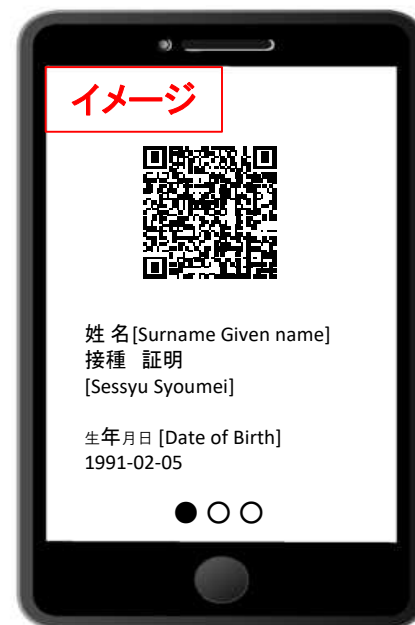 イメージ
姓 名[Surname Given name]
接種 証明
[Sessyu Syoumei]
生年月日 [Date of Birth]
1991-02-05